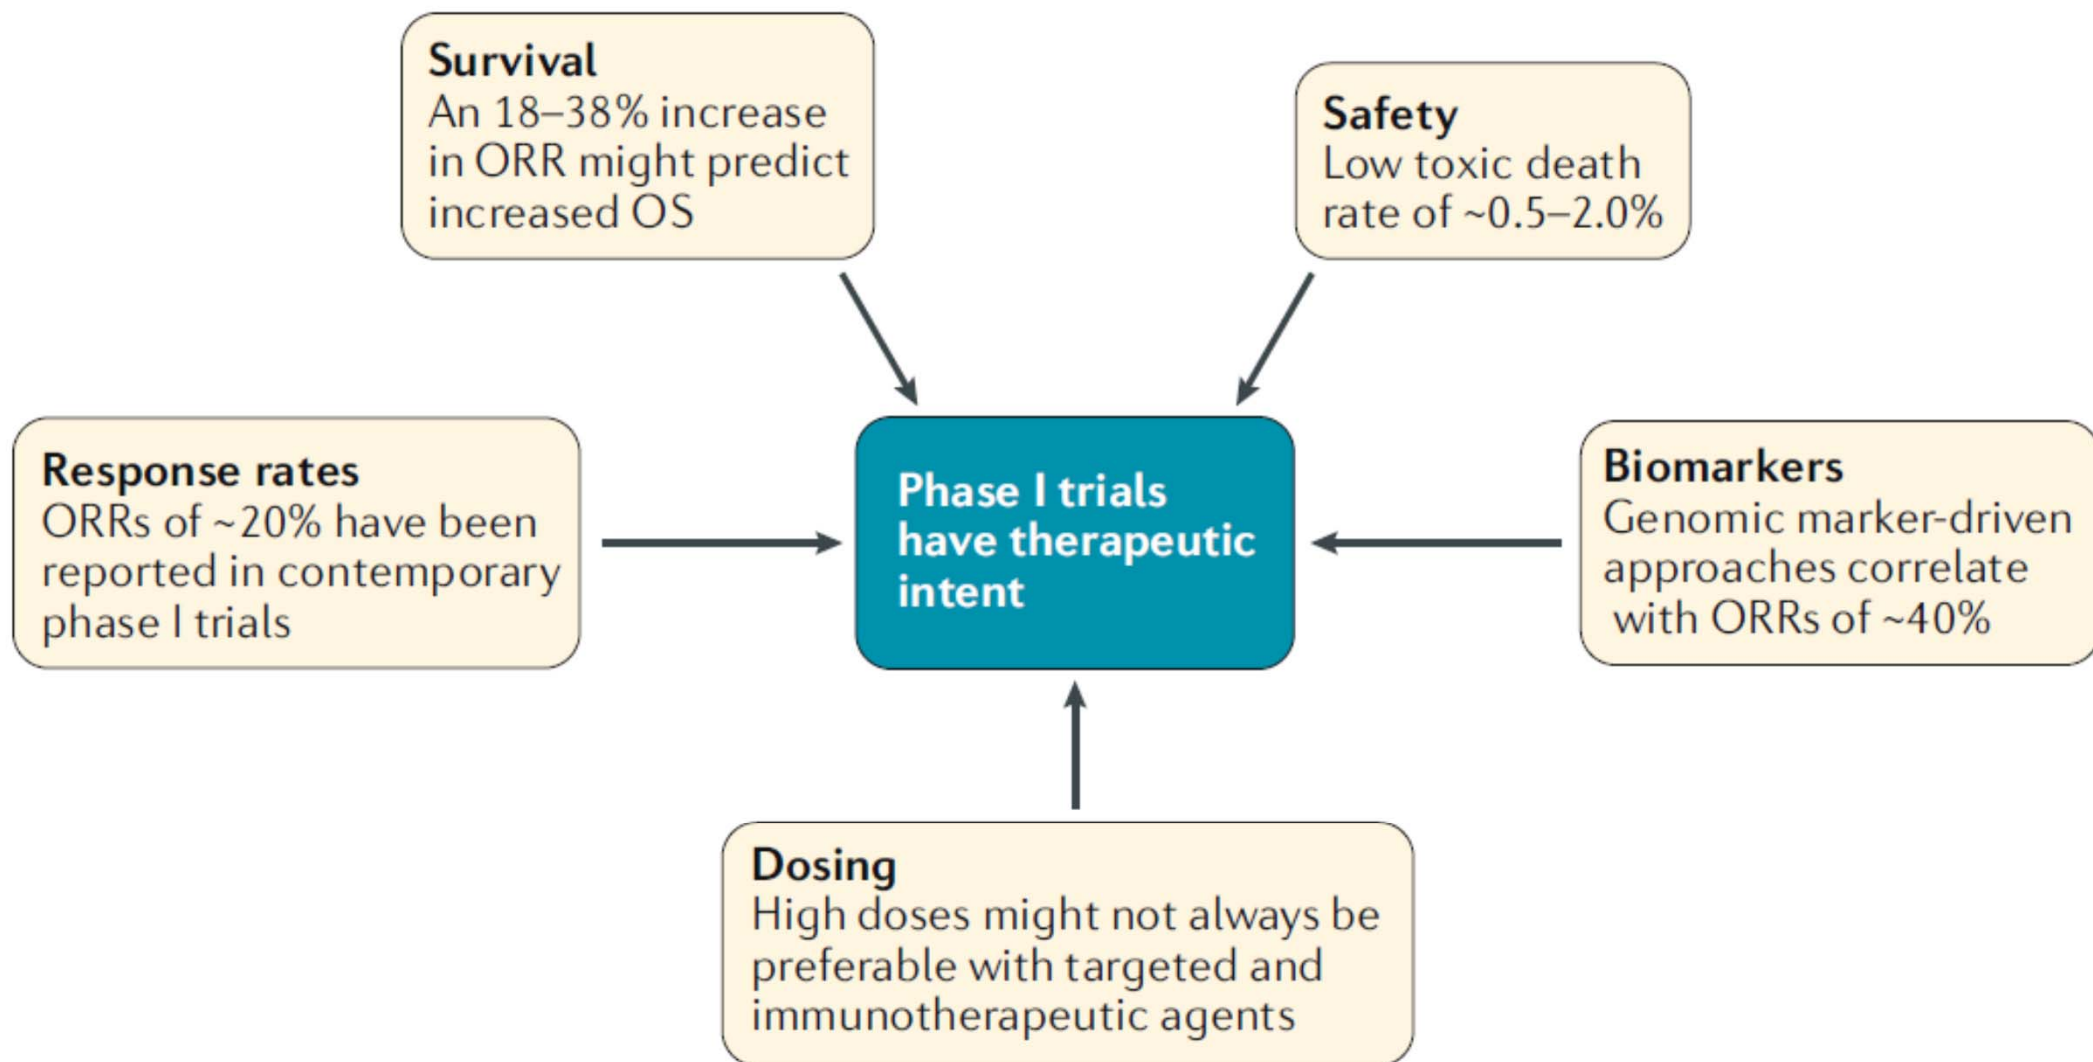 Survival
An 18–38% increase
in ORR might predict
increased OS
Safety
Low toxic death
rate of ~0.5–2.0%
Response rates
ORRs of ~20% have been
reported in contemporary
phase I trials
Phase I trials
have therapeutic
intent
Biomarkers
Genomic marker-driven
approaches correlate
with ORRs of ~40%
Dosing
High doses might not always be
preferable with targeted and
immunotherapeutic agents